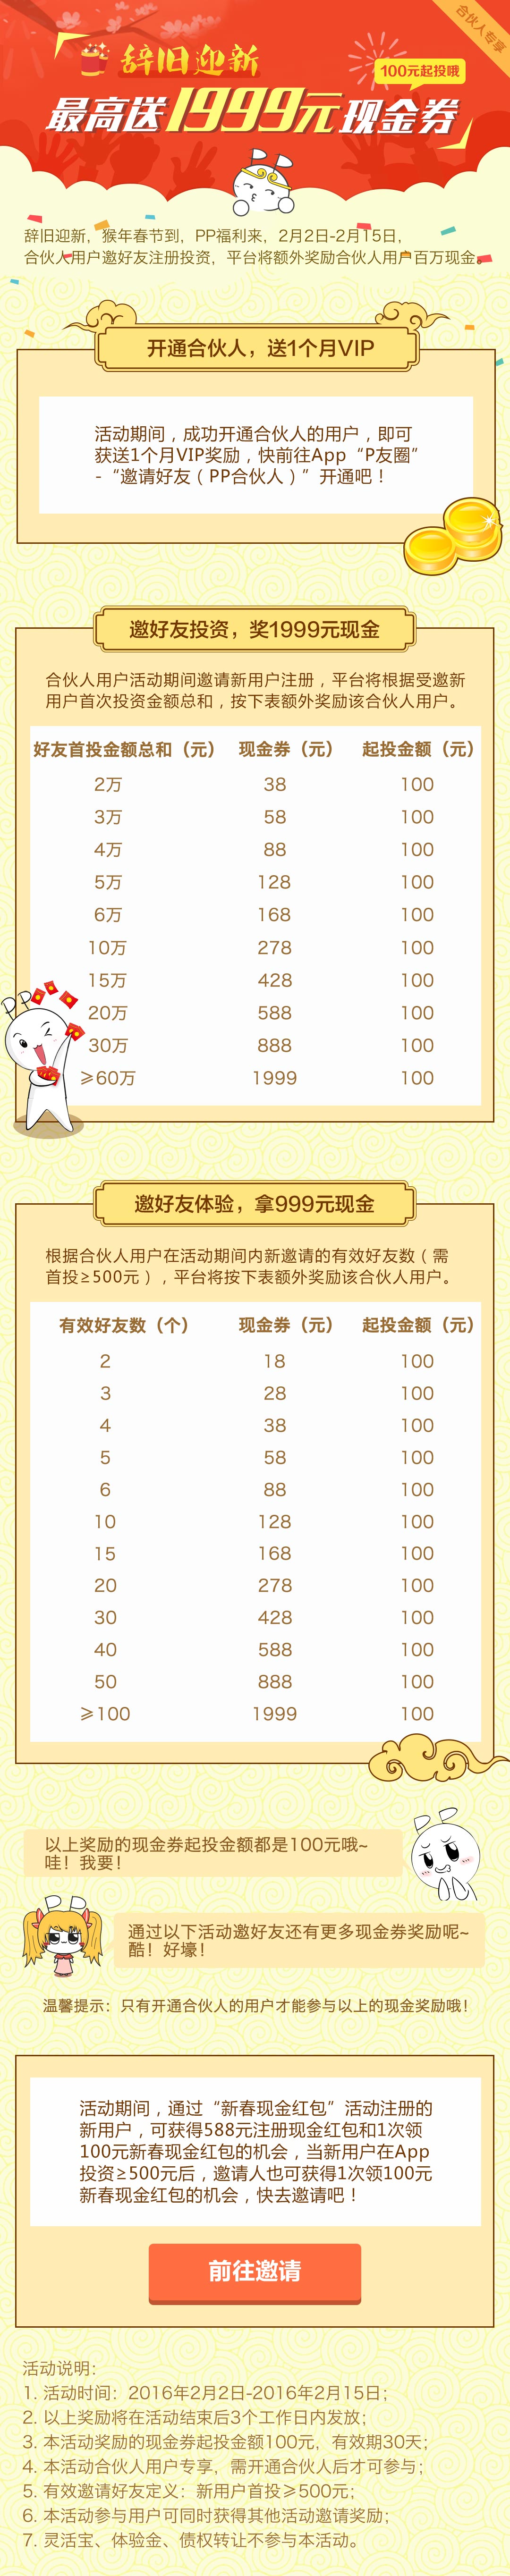 合伙人专享
辞旧迎新
100元起投哦
最高送1999元现金券
辞旧迎新，猴年春节到，PP福利来，2月2日-2月15日，
合伙人用户邀好友注册投资，平台将额外奖励合伙人用户百万现金。
开通合伙人，送1个月VIP
活动期间，成功开通合伙人的用户，即可
获送1个月VIP奖励，快前往App“P友圈”
-“邀请好友（PP合伙人）”开通吧！
邀好友投资，奖1999元现金
合伙人用户活动期间邀请新用户注册，平台将根据受邀新
用户首次投资金额总和，按下表额外奖励该合伙人用户。
好友首投金额总和（元） 现金券（元） 起投金额（元）
2万 38 100
3万 58 100
4万 88 100
5万 128 100
6万 168 100
10万 278 100
15万 428 100
20万 588 100
30万 888 100
≥60万 1999 100
邀好友体验，拿999元现金
根据合伙人用户在活动期间内新邀请的有效好友数（需
首投≥500元），平台将按下表额外奖励该合伙人用户。
有效好友数（个） 现金券（元） 起投金额（元）
2 18 100
3 28 100
4 38 100
5 58 100
6 88 100
10 128 100
15 168 100
20 278 100
30 428 100
40 588 100
50 888 100
≥100 1999 100
以上奖励的现金券起投金额都是100元哦~
哇！我要！
通过以下活动邀好友还有更多现金券奖励呢~
酷！好壕！
温馨提示：只有开通合伙人的用户才能参与以上的现金奖励哦！
活动期间，通过“新春现金红包”活动注册的
新用户，可获得588元注册现金红包和1次领
100元新春现金红包的机会，当新用户在App
投资≥500元后，邀请人也可获得1次领100元
新春现金红包的机会，快去邀请吧！
前往邀请
活动说明：
1. 活动时间：2016年2月2日-2016年2月15日；
2. 以上奖励将在活动结束后3个工作日内发放；
3. 本活动奖励的现金券起投金额100元，有效期30天；
4. 本活动合伙人用户专享，需开通合伙人后才可参与；
5. 有效邀请好友定义：新用户首投≥500元；
6. 本活动参与用户可同时获得其他活动邀请奖励；
7. 灵活宝、体验金、债权转让不参与本活动。